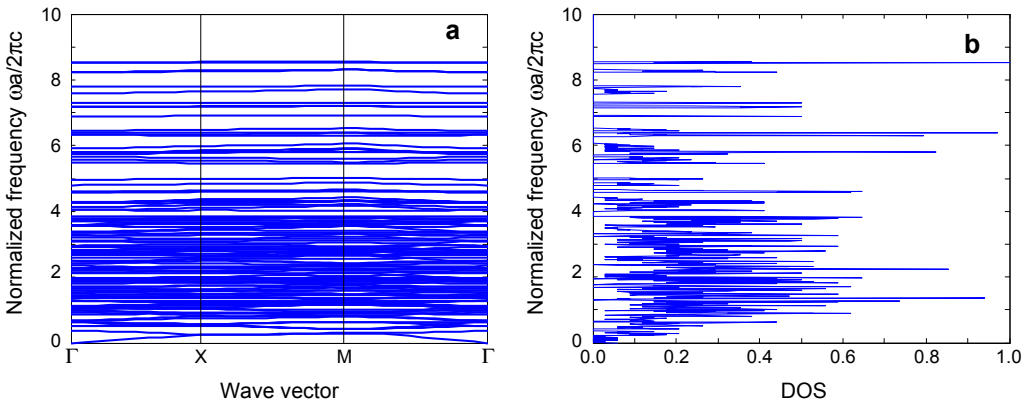 a
Normalized frequency ωa/2πc
10
8
6
4
2
0
Γ
X
M
Γ
Wave vector
b
Normalized frequency ωa/2πc
10
8
6
4
2
0
0.0
0.2
0.4
0.6
0.8
1.0
DOS